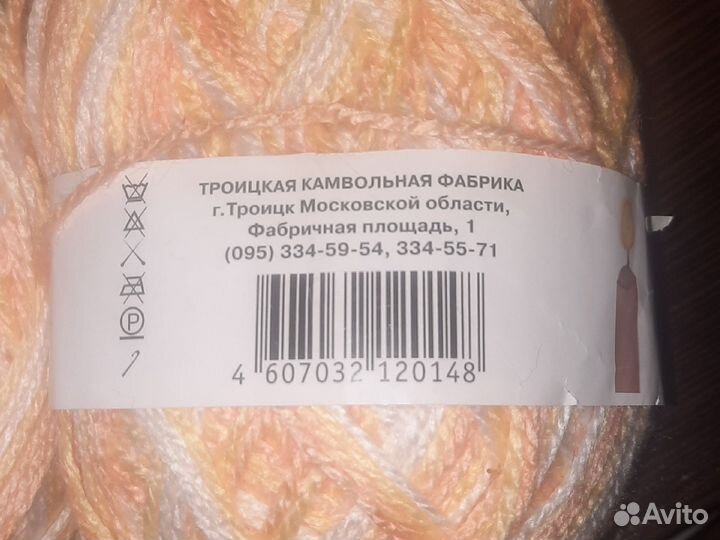 ТРОИЦКАЯ КАМВОЛЬНАЯ ФАБРИКА
г.Троицк Московской области,
Фабричная площадь, 1
(095) 334-59-54, 334-55-71
P
4 607032 120148
Avito